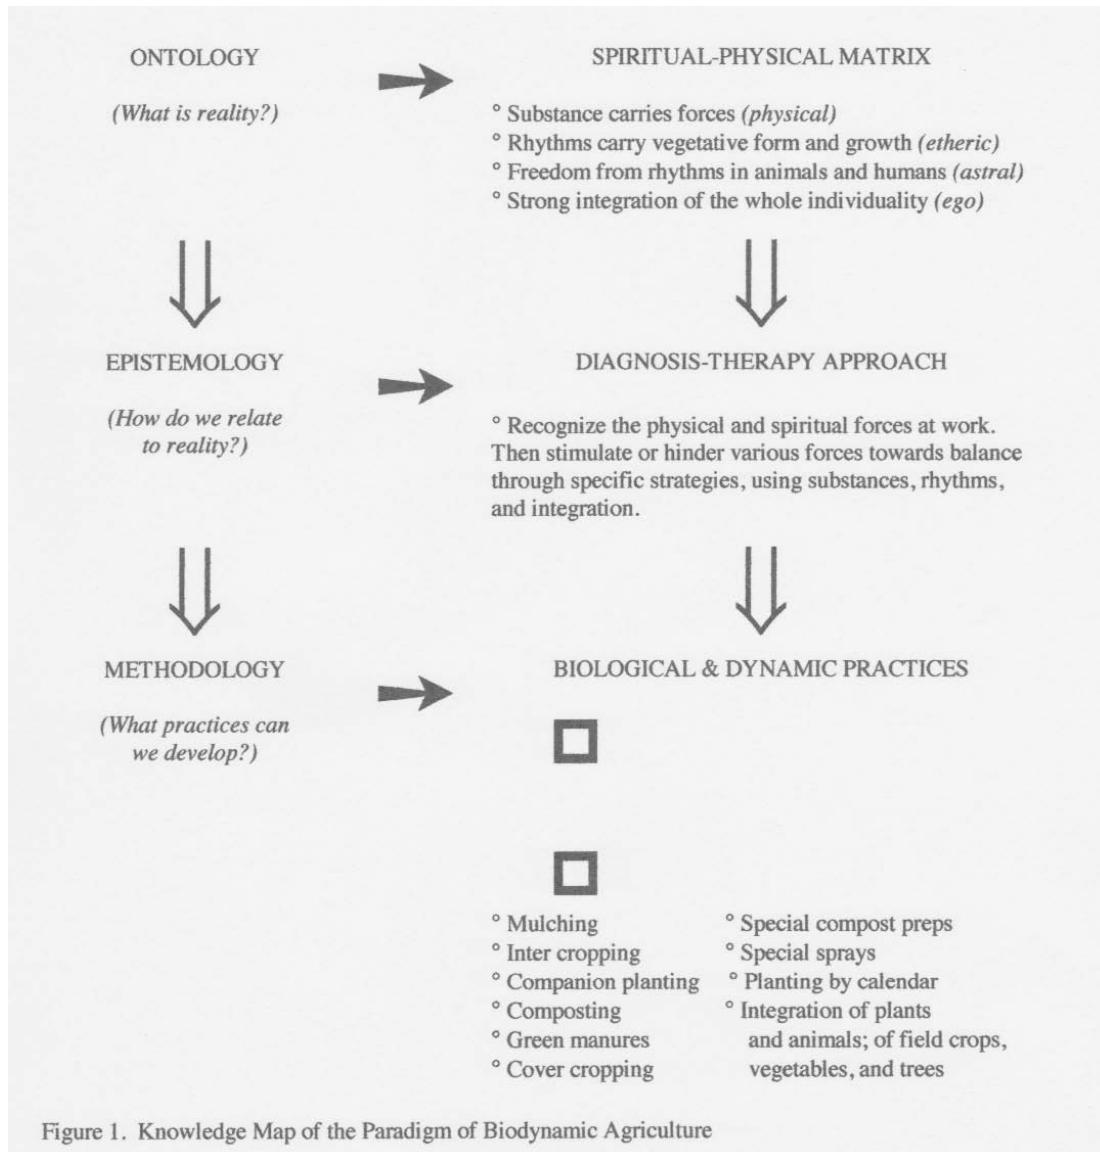 ONTOLOGY
(What is reality?)
SPIRITUAL-PHYSICAL MATRIX
° Substance carries forces (physical)
° Rhythms carry vegetative form and growth (etheric)
° Freedom from rhythms in animals and humans (astral)
° Strong integration of the whole individuality (ego)
EPISTEMOLOGY
(How do we relate
to reality?)
DIAGNOSIS-THERAPY APPROACH
° Recognize the physical and spiritual forces at work.
Then stimulate or hinder various forces towards balance
through specific strategies, using substances, rhythms,
and integration.
METHODOLOGY
(What practices can
we develop?)
BIOLOGICAL & DYNAMIC PRACTICES
° Mulching
° Inter cropping
° Companion planting
° Composting
° Green manures
° Cover cropping
° Special compost preps
° Special sprays
° Planting by calendar
° Integration of plants
and animals; of field crops,
vegetables, and trees
Figure 1. Knowledge Map of the Paradigm of Biodynamic Agriculture